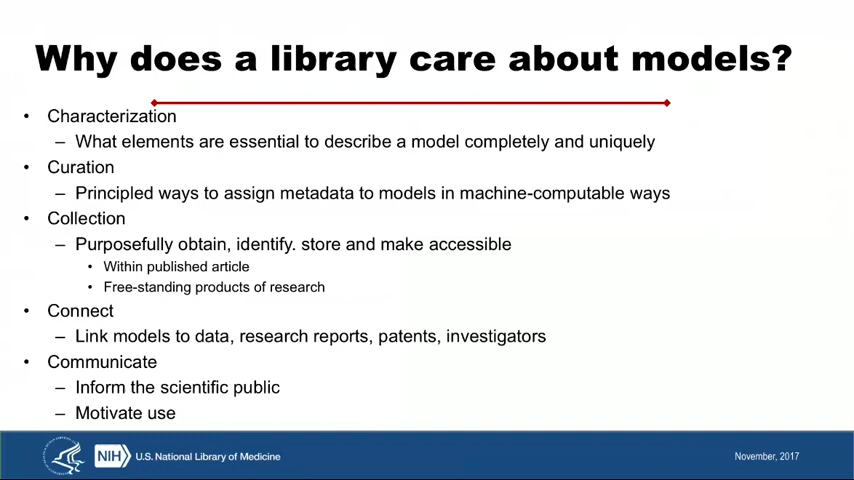 Why does a library care about models?
• Characterization
– What elements are essential to describe a model completely and uniquely
• Curation
– Principled ways to assign metadata to models in machine-computable ways
• Collection
– Purposefully obtain, identify. store and make accessible
• Within published article
• Free-standing products of research
• Connect
– Link models to data, research reports, patents, investigators
• Communicate
– Inform the scientific public
– Motivate use
NIH U.S. National Library of Medicine
November, 2017